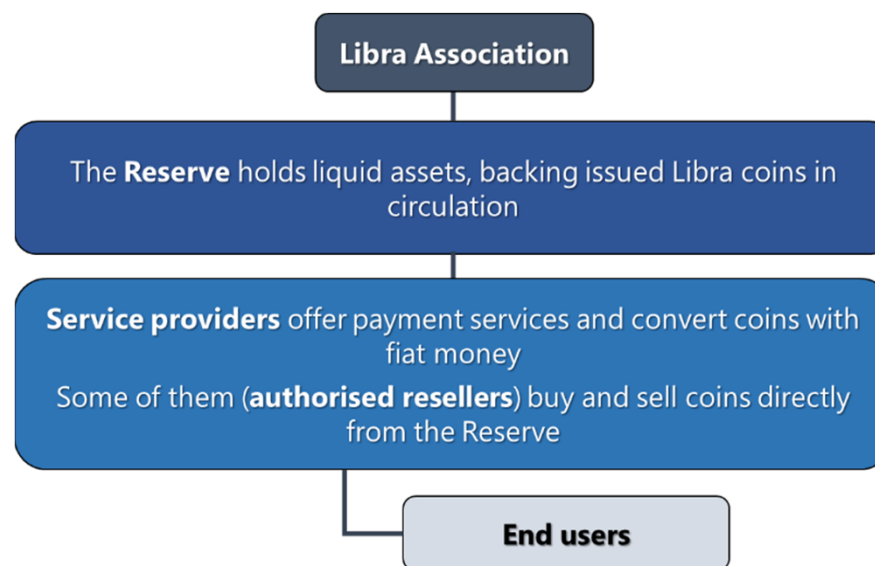 Libra Association
The Reserve holds liquid assets, backing issued Libra coins in
circulation
Service providers offer payment services and convert coins with
fiat money
Some of them (authorised resellers) buy and sell coins directly
from the Reserve
End users